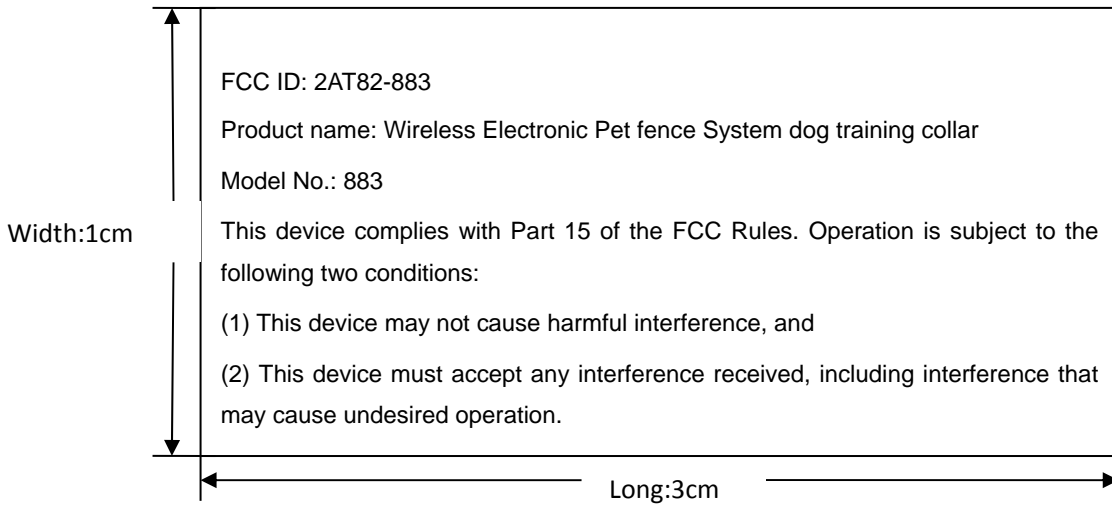 FCC ID: 2AT82-883
Product name: Wireless Electronic Pet fence System dog training collar
Model No.: 883
Width:1cm
This device complies with Part 15 of the FCC Rules. Operation is subject to the
following two conditions:
(1) This device may not cause harmful interference, and
(2) This device must accept any interference received, including interference that
may cause undesired operation.
Long:3cm